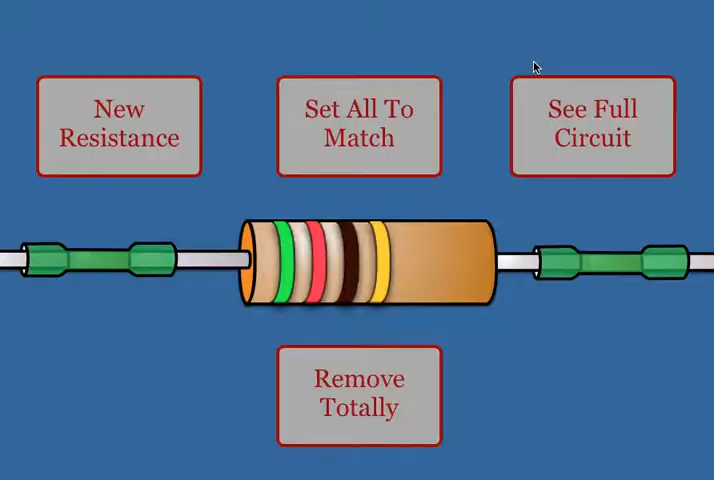 New
Resistance
Set All To
Match
See Full
Circuit
Remove
Totally